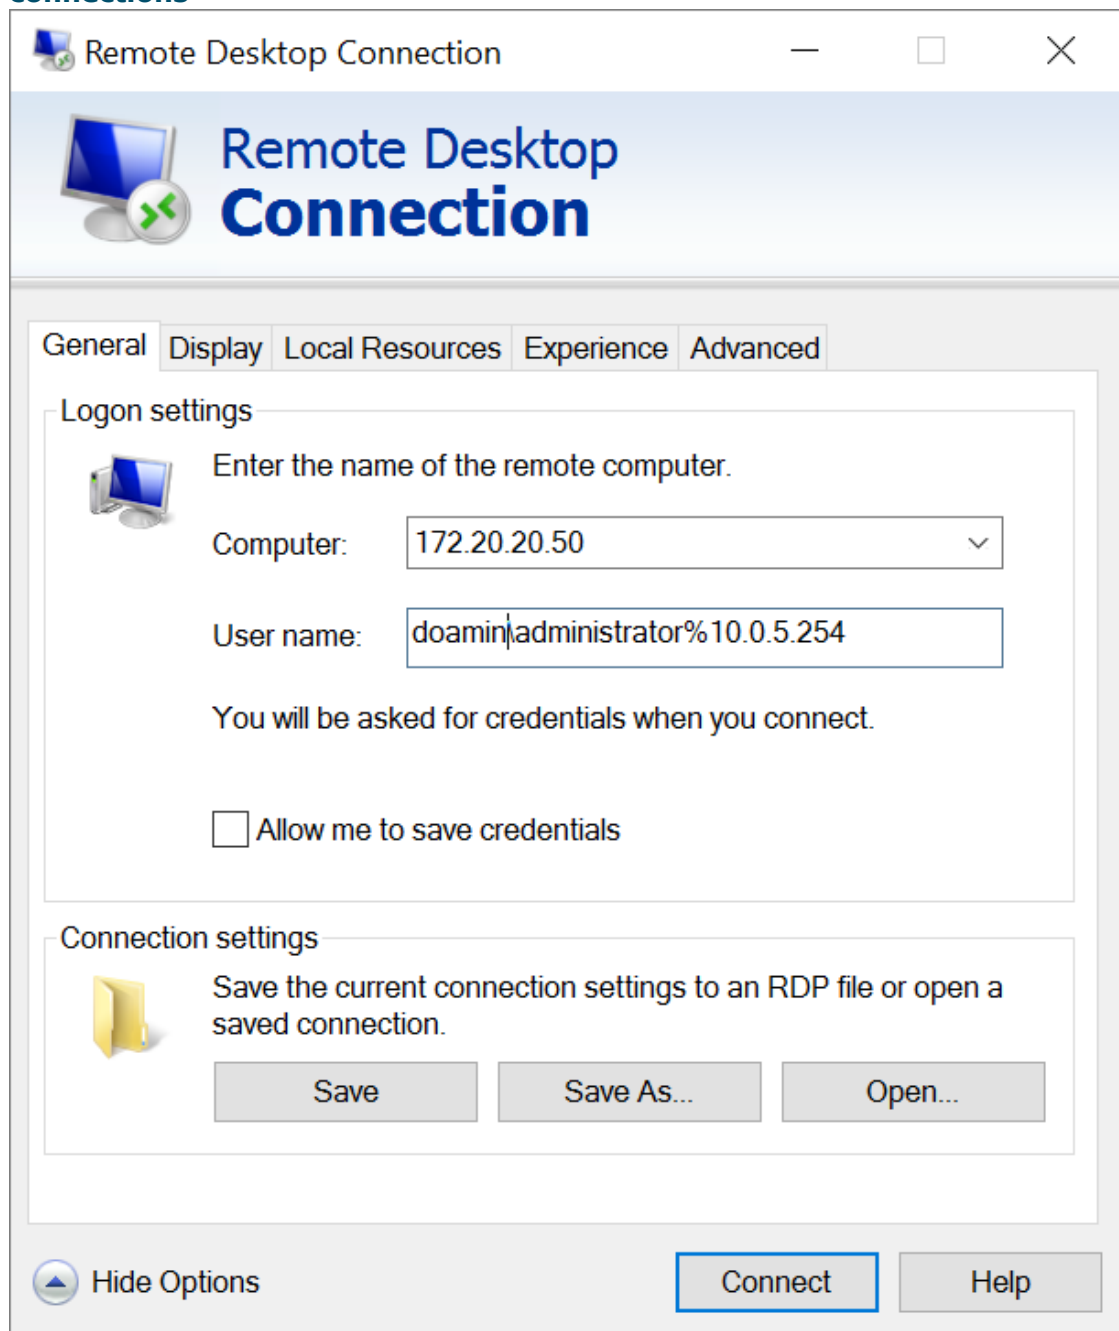 Remote Desktop Connection
Remote Desktop
Connection
General Display Local Resources Experience Advanced
Logon settings
Enter the name of the remote computer.
Computer: 172.20.20.50
User name: doamin\administrator%10.0.5.254
You will be asked for credentials when you connect.
Allow me to save credentials
Connection settings
Save the current connection settings to an RDP file or open a
saved connection.
Save Save As... Open...
Hide Options Connect Help